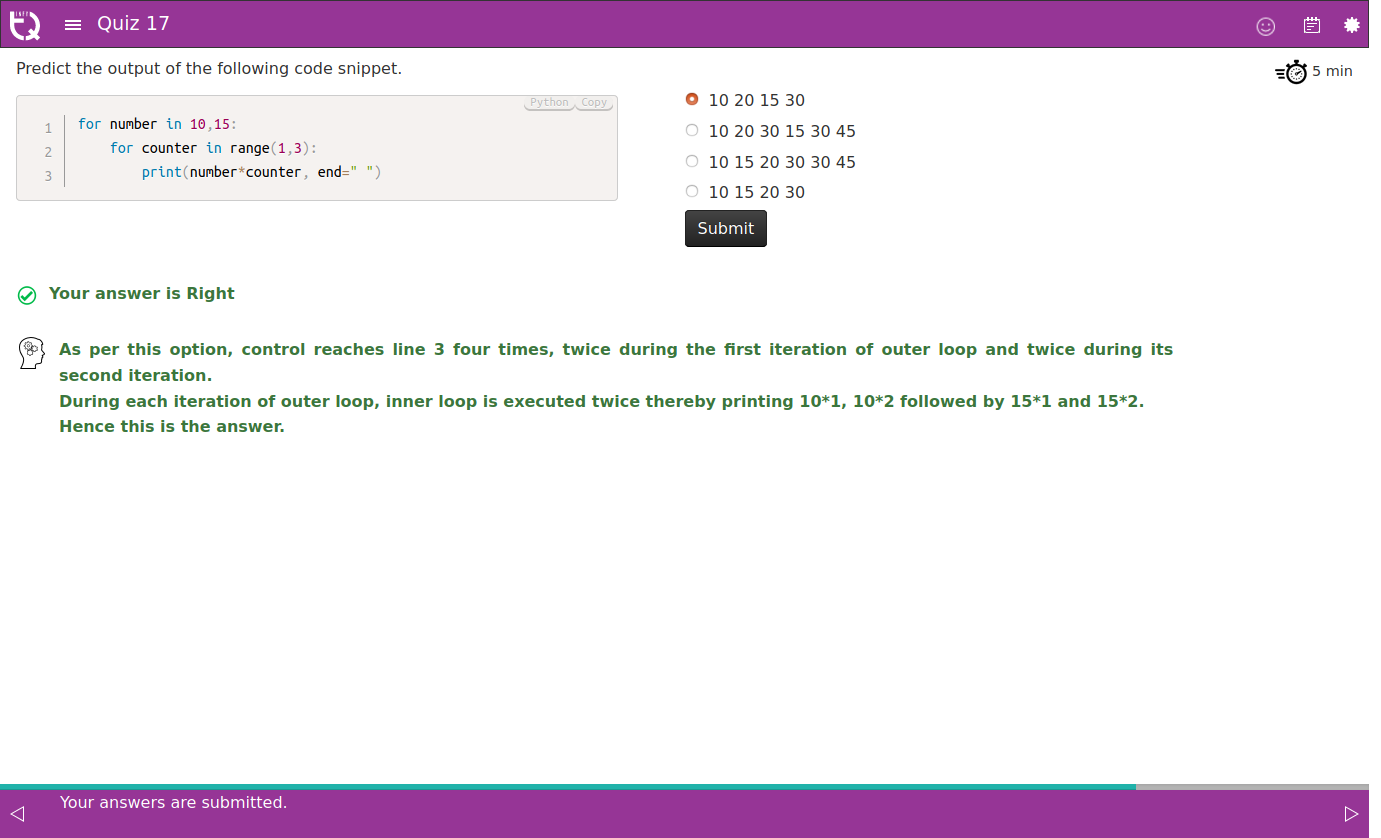 INFY
TQ
Quiz 17
Predict the output of the following code snippet.
5 min
Python Copy
1 for number in 10,15:
2 for counter in range(1,3):
3 print(number*counter, end=" ")
10 20 15 30
10 20 30 15 30 45
10 15 20 30 30 45
10 15 20 30
Submit
Your answer is Right
As per this option, control reaches line 3 four times, twice during the first iteration of outer loop and twice during its
second iteration.
During each iteration of outer loop, inner loop is executed twice thereby printing 10*1, 10*2 followed by 15*1 and 15*2.
Hence this is the answer.
Your answers are submitted.